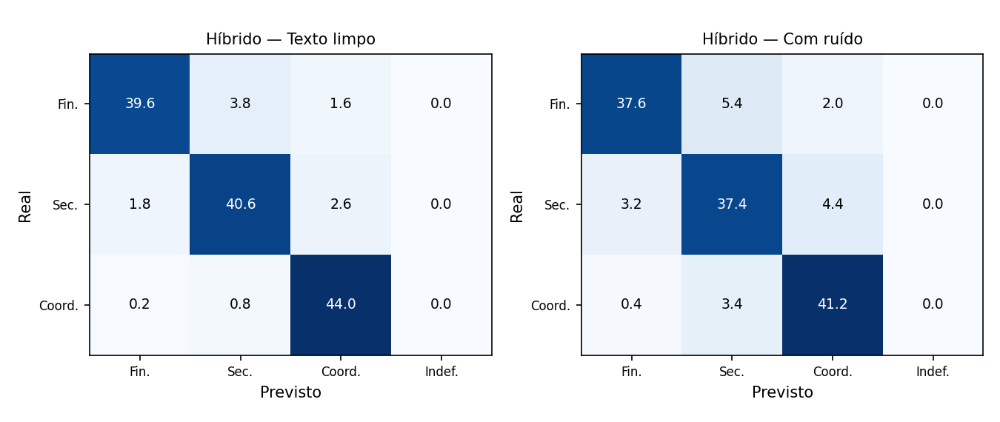 Híbrido — Texto limpo
Real
Fin. 39.6 3.8 1.6 0.0
Sec. 1.8 40.6 2.6 0.0
Coord. 0.2 0.8 44.0 0.0
Fin. Sec. Coord. Indef.
Previsto
Híbrido — Com ruído
Real
Fin. 37.6 5.4 2.0 0.0
Sec. 3.2 37.4 4.4 0.0
Coord. 0.4 3.4 41.2 0.0
Fin. Sec. Coord. Indef.
Previsto